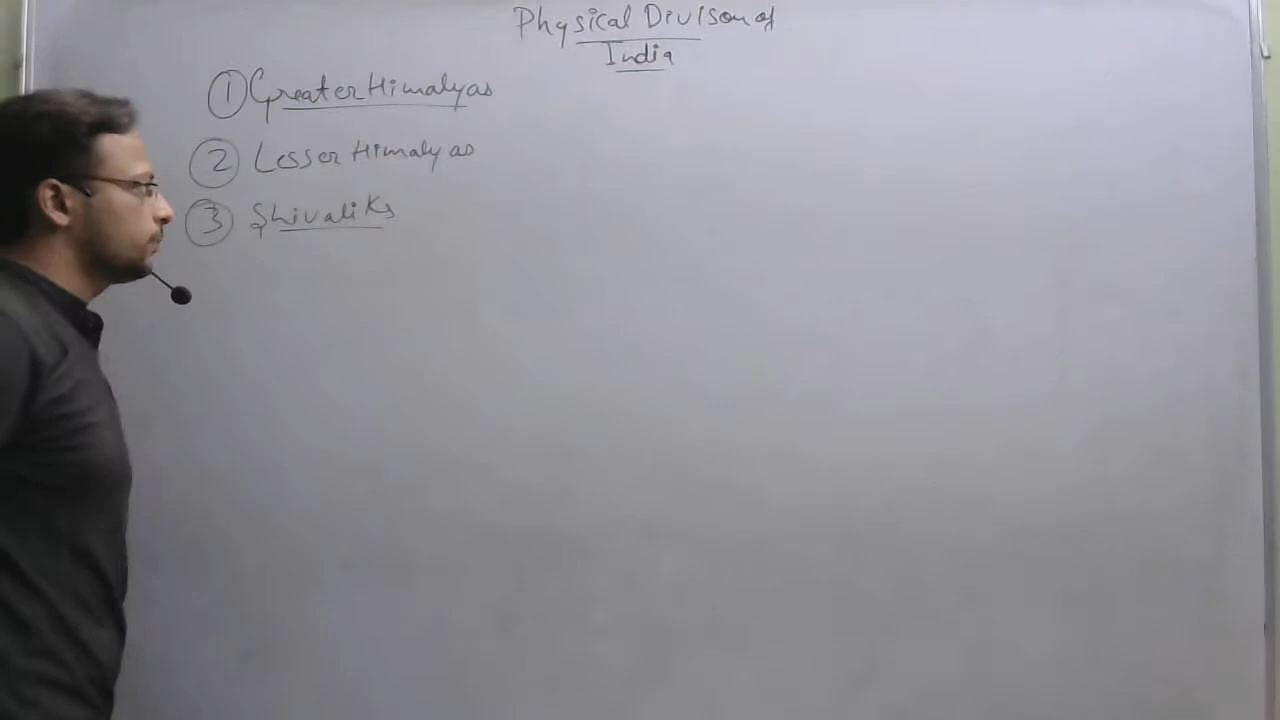 Physical Divison of
India
① Greater Himalyas
② Lesser Himalyas
③ Shivaliks